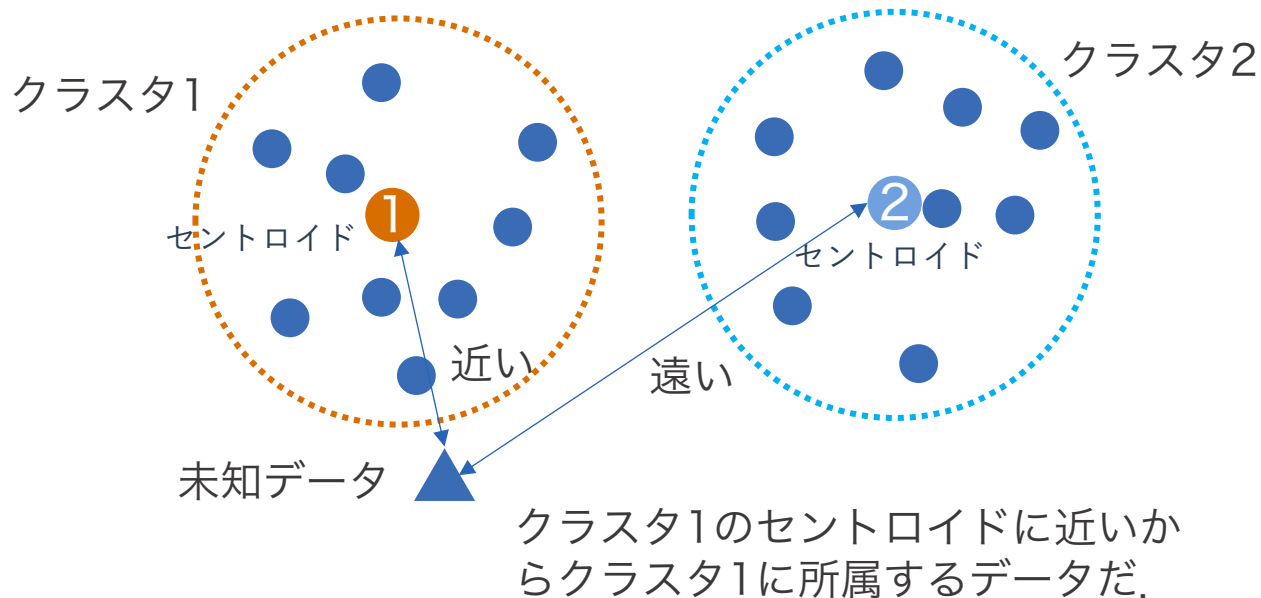 クラスタ1
クラスタ2
1
2
セントロイド
セントロイド
近い
遠い
未知データ
クラスタ1のセントロイドに近いか
らクラスタ1に所属するデータだ.